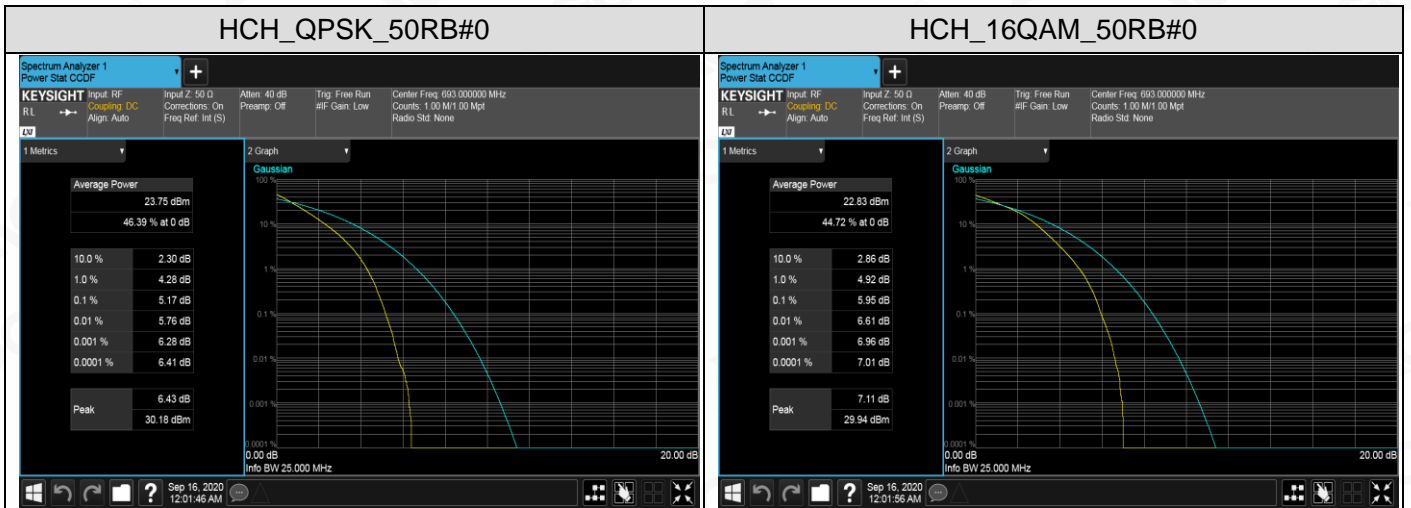 HCH_QPSK_50RB#0
Spectrum Analyzer 1
Power Stat CCDF
+
KEYSIGHT
RL
LXI
Input: RF
Coupling: DC
Align: Auto
Input Z: 50 Ω
Corrections: On
Freq Ref: Int (S)
Atten: 40 dB
Preamp: Off
Trig: Free Run
#IF Gain: Low
Center Freq: 693.000000 MHz
Counts: 1.00 M/1.00 Mpt
Radio Std: None
1 Metrics
Average Power
23.75 dBm
46.39 % at 0 dB
10.0 % 2.30 dB
1.0 % 4.28 dB
0.1 % 5.17 dB
0.01 % 5.76 dB
0.001 % 6.28 dB
0.0001 % 6.41 dB
Peak
6.43 dB
30.18 dBm
2 Graph
Gaussian
100 %
10 %
1 %
0.1 %
0.01 %
0.001 %
0.0001 %
0.00 dB 20.00 dB
Info BW 25.000 MHz
? Sep 16, 2020
12:01:46 AM
HCH_16QAM_50RB#0
Spectrum Analyzer 1
Power Stat CCDF
+
KEYSIGHT
RL
LXI
Input: RF
Coupling: DC
Align: Auto
Input Z: 50 Ω
Corrections: On
Freq Ref: Int (S)
Atten: 40 dB
Preamp: Off
Trig: Free Run
#IF Gain: Low
Center Freq: 693.000000 MHz
Counts: 1.00 M/1.00 Mpt
Radio Std: None
1 Metrics
Average Power
22.83 dBm
44.72 % at 0 dB
10.0 % 2.86 dB
1.0 % 4.92 dB
0.1 % 5.95 dB
0.01 % 6.61 dB
0.001 % 6.96 dB
0.0001 % 7.01 dB
Peak
7.11 dB
29.94 dBm
2 Graph
Gaussian
100 %
10 %
1 %
0.1 %
0.01 %
0.001 %
0.0001 %
0.00 dB 20.00 dB
Info BW 25.000 MHz
? Sep 16, 2020
12:01:56 AM